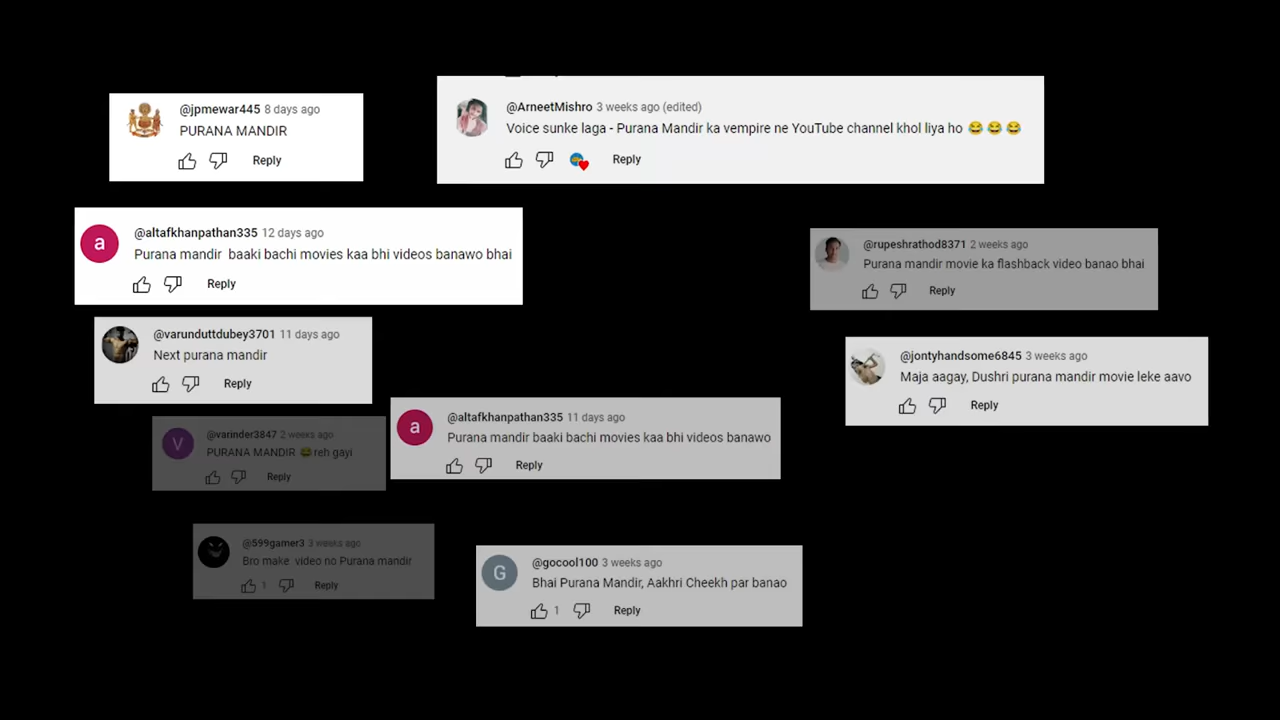 @jpmewar445 8 days ago
PURANA MANDIR
Reply
@ArneetMishro 3 weeks ago (edited)
Voice sunke laga - Purana Mandir ka vempire ne YouTube channel khol liya ho 😂 😂 😂
Reply
a
@altafkhanpathan335 12 days ago
Purana mandir baaki bachi movies kaa bhi videos banawo bhai
Reply
@rupeshrathod8371 2 weeks ago
Purana mandir movie ka flashback video banao bhai
Reply
@varunduttdubey3701 11 days ago
Next purana mandir
Reply
@jontyhandsome6845 3 weeks ago
Maja aagay, Dushri purana mandir movie leke aavo
Reply
V
@varinder3847 2 weeks ago
PURANA MANDIR 😂 reh gayi
Reply
a
@altafkhanpathan335 11 days ago
Purana mandir baaki bachi movies kaa bhi videos banawo
Reply
@599gamer3 3 weeks ago
Bro make video no Purana mandir
1 Reply
G
@gocool100 3 weeks ago
Bhai Purana Mandir, Aakhri Cheekh par banao
1 Reply